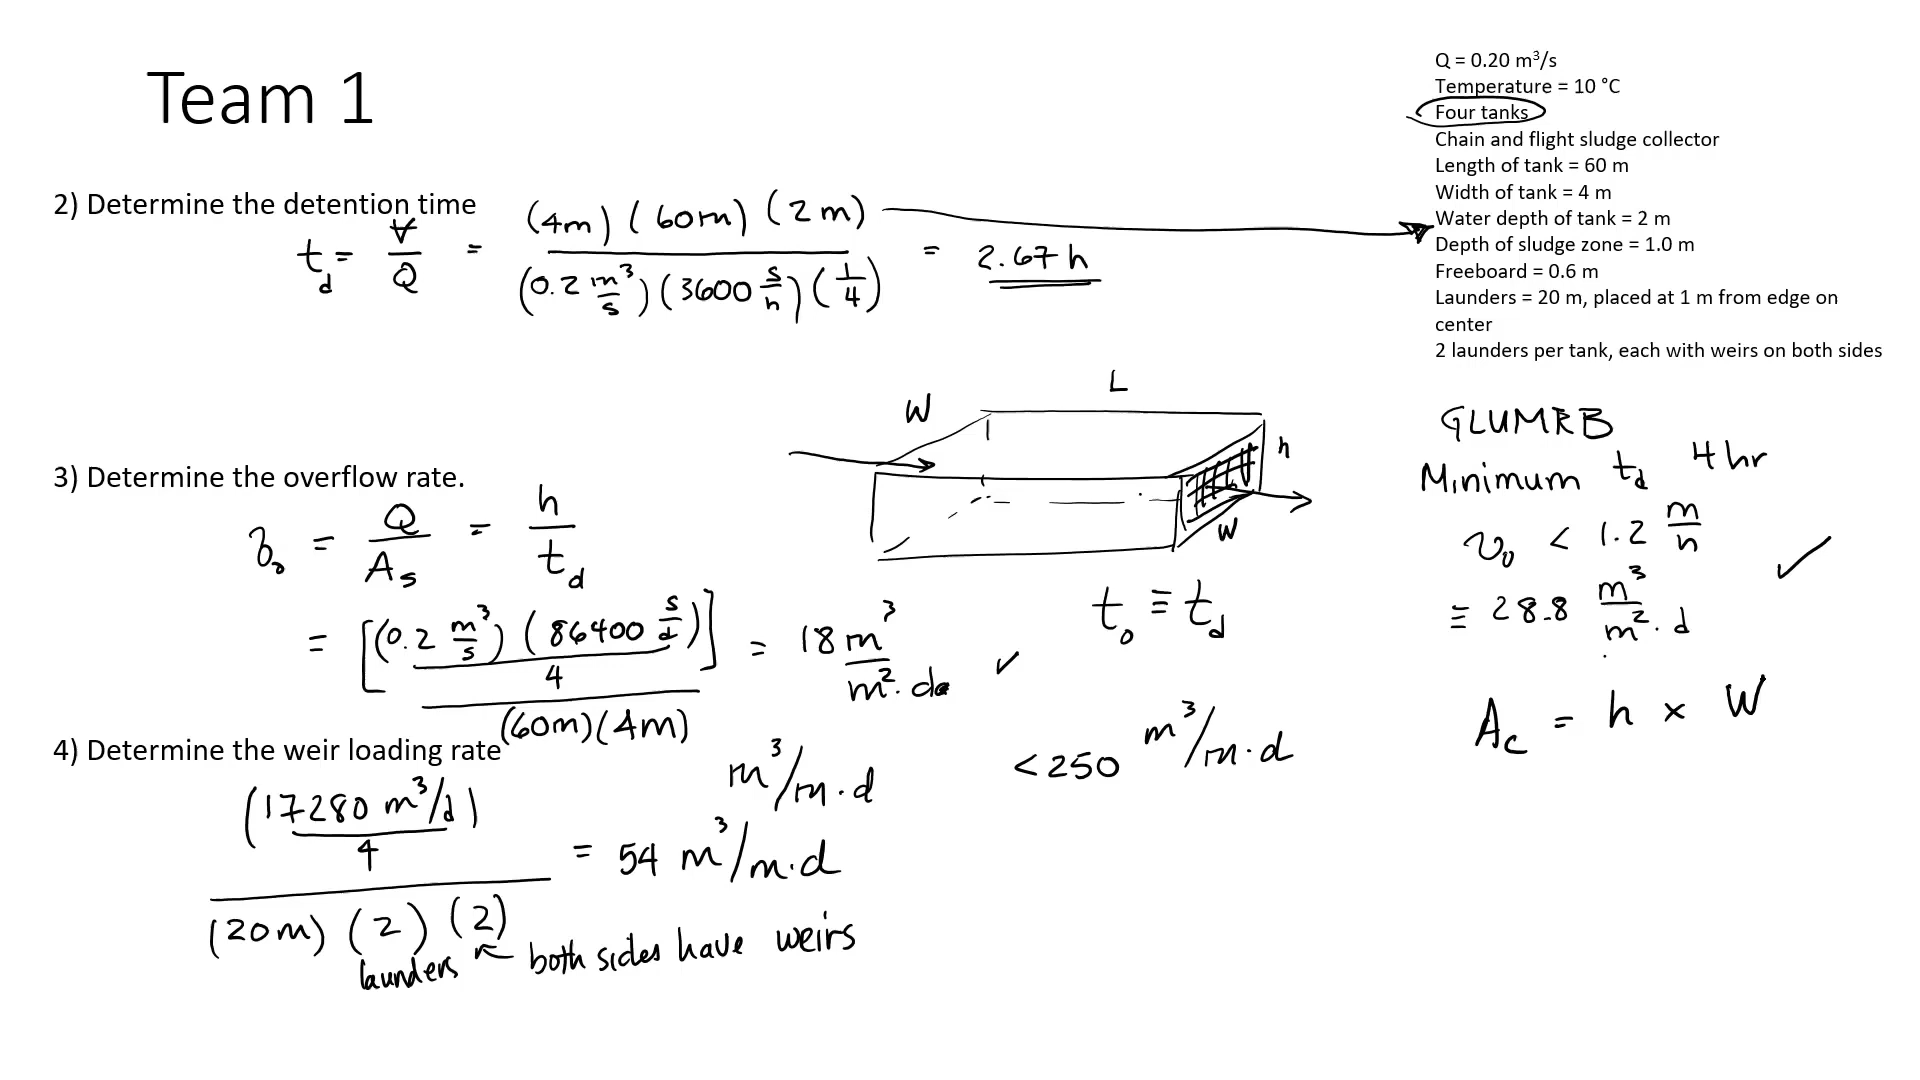 Team 1
Q = 0.20 m³/s
Temperature = 10 °C
Four tanks
Chain and flight sludge collector
Length of tank = 60 m
Width of tank = 4 m
Water depth of tank = 2 m
Depth of sludge zone = 1.0 m
Freeboard = 0.6 m
Launders = 20 m, placed at 1 m from edge on
center
2 launders per tank, each with weirs on both sides
2) Determine the detention time
t_d = V/Q = (4m)(60m)(2m) / (0.2 m³/s)(3600 s/h)(1/4) = 2.67 h
L
W
h
W
t_o ≡ t_d
GLUMRB
Minimum t_d 4 hr
v_o < 1.2 m/h
≡ 28.8 m³/m²·d
A_c = h × W
3) Determine the overflow rate.
= Q/A_s = h/t_d
= [(0.2 m³/s)(86400 s/d)/4] / (60m)(4m) = 18 m³/m²·da ✓
4) Determine the weir loading rate
m³/m·d
<250 m³/m·d
(17280 m³/d)/4 / (20m)(2)(2) = 54 m³/m·d
launders ← both sides have weirs